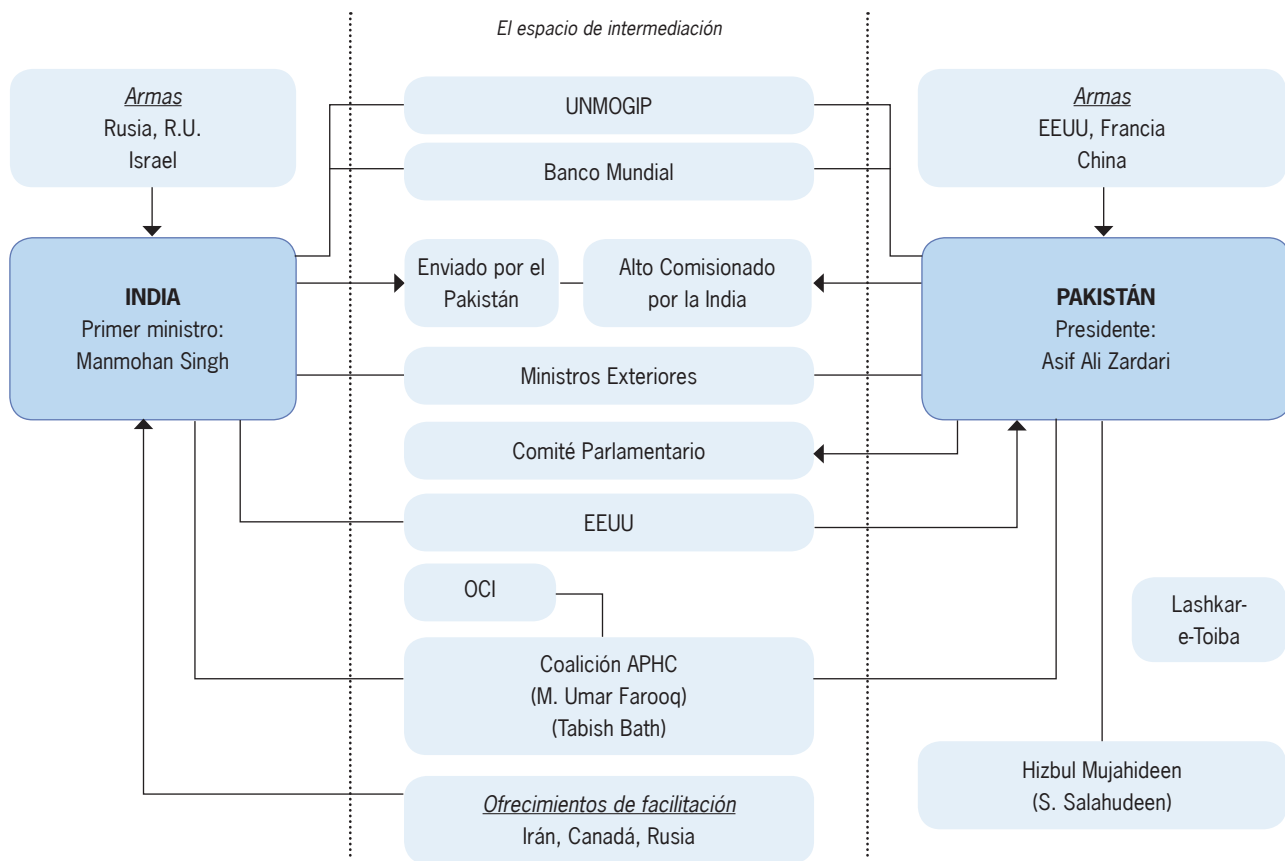 El espacio de intermediación
Armas
Rusia, R.U.
Israel
UNMOGIP
Banco Mundial
Armas
EEUU, Francia
China
INDIA
Primer ministro:
Manmohan Singh
Enviado por el
Pakistán
Alto Comisionado
por la India
PAKISTÁN
Presidente:
Asif Ali Zardari
Ministros Exteriores
Comité Parlamentario
EEUU
OCI
Lashkar-
e-Toiba
Coalición APHC
(M. Umar Farooq)
(Tabish Bath)
Hizbul Mujahideen
(S. Salahudeen)
Ofrecimientos de facilitación
Irán, Canadá, Rusia